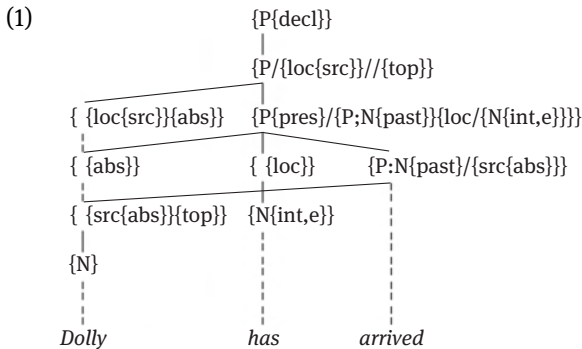 (1) {P{decl}}
{P/{loc{src}}//{top}}
{ {loc{src}}{abs}} {P{pres}/{P;N{past}}{loc/{N{int,e}}}}
{ {abs}} { {loc}} {P:N{past}/{src{abs}}}
{ {src{abs}}{top}} {N{int,e}}
{N}
Dolly has arrived